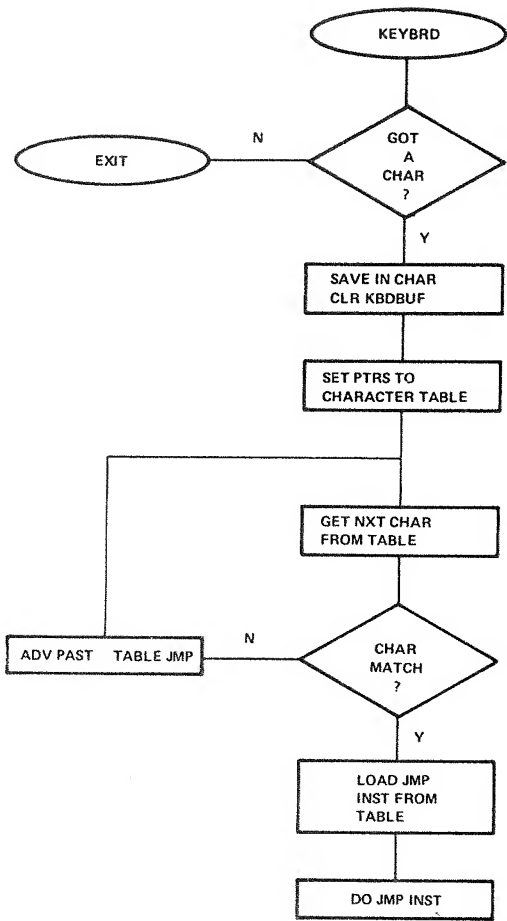 KEYBRD
GOT
A
CHAR
?
N
EXIT
Y
SAVE IN CHAR
CLR KBDBUF
SET PTRS TO
CHARACTER TABLE
GET NXT CHAR
FROM TABLE
CHAR
MATCH
?
N
ADV PAST TABLE JMP
Y
LOAD JMP
INST FROM
TABLE
DO JMP INST